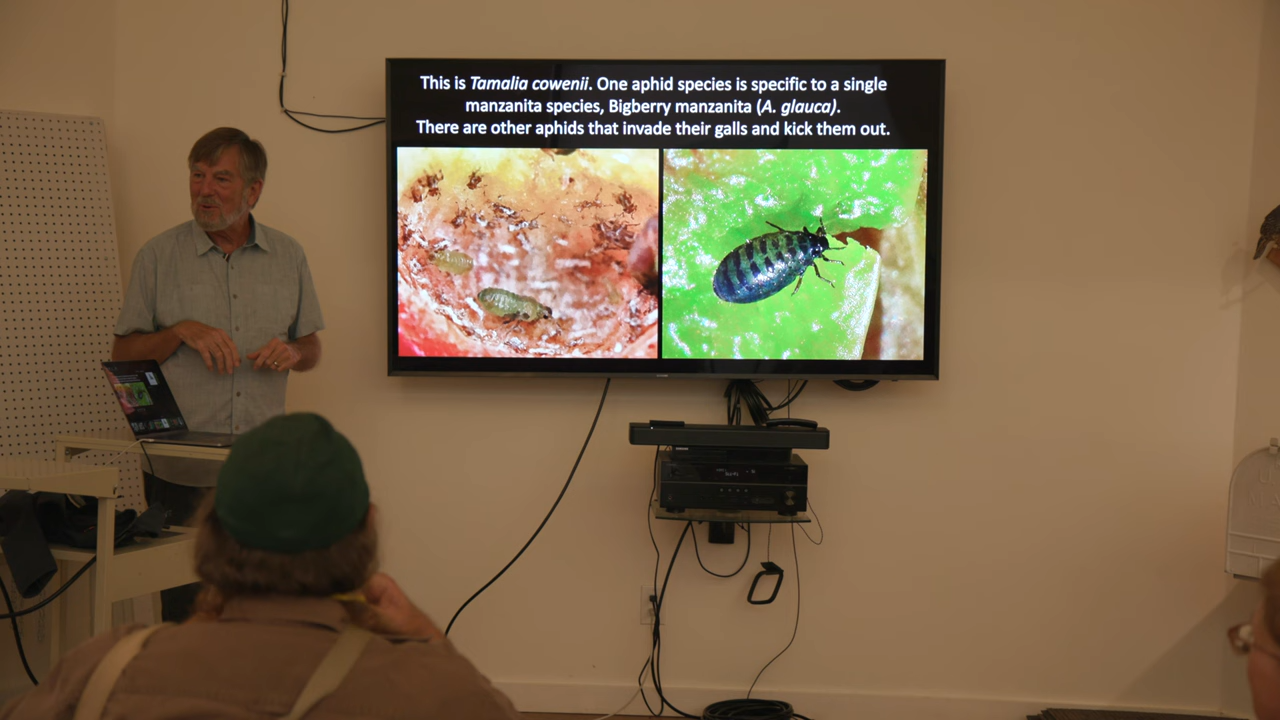 This is Tamalia cowenii. One aphid species is specific to a single
manzanita species, Bigberry manzanita (A. glauca).
There are other aphids that invade their galls and kick them out.